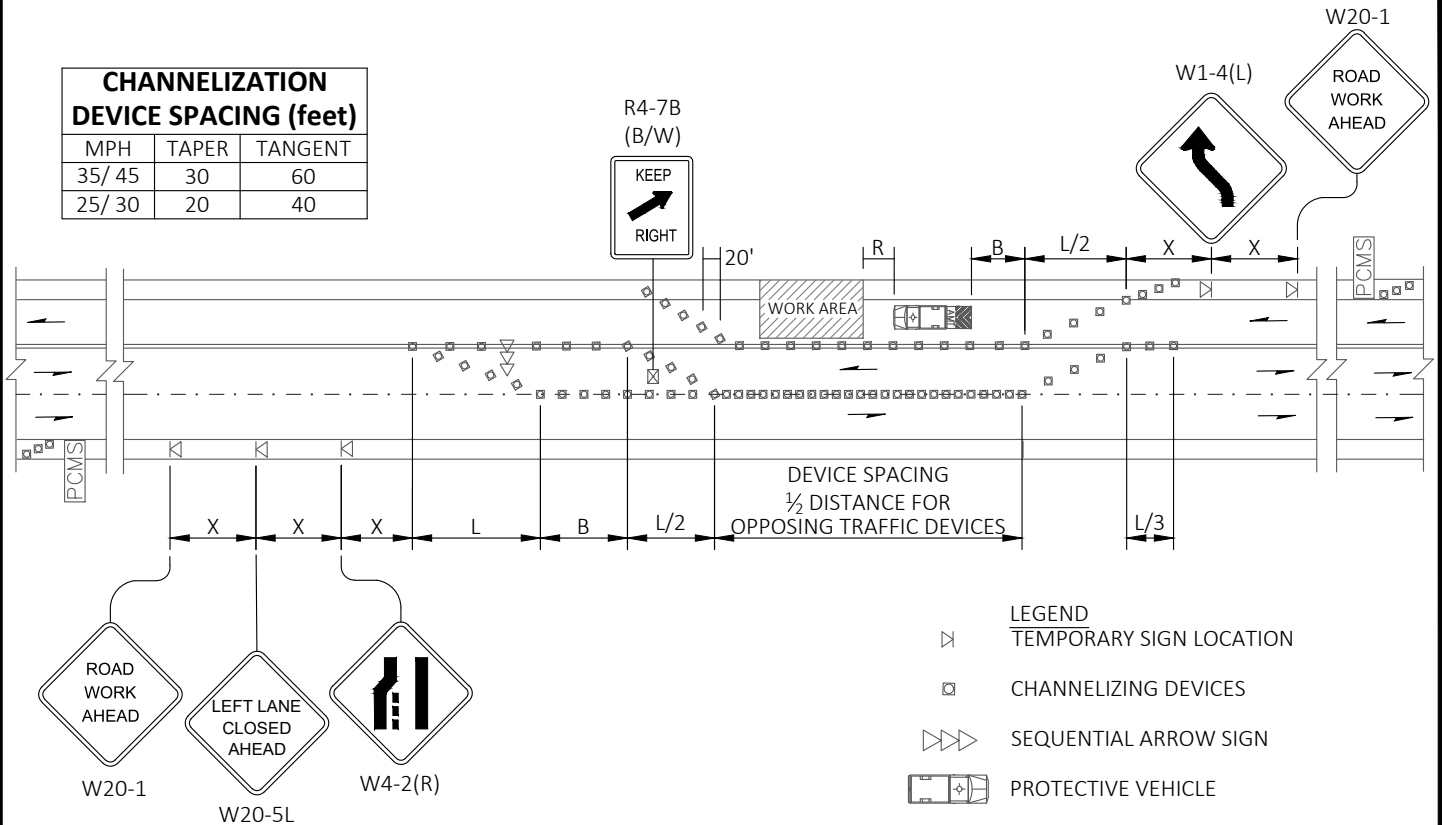 CHANNELIZATION
DEVICE SPACING (feet)
MPH TAPER TANGENT
35/ 45 30 60
25/ 30 20 40
R4-7B
(B/W)
KEEP
RIGHT
W1-4(L)
W20-1
ROAD
WORK
AHEAD
20'
R
B
L/2
X
X
PCMS
WORK AREA
AMT
PCMS
DEVICE SPACING
½ DISTANCE FOR
OPPOSING TRAFFIC DEVICES
X
X
X
L
B
L/2
L/3
ROAD
WORK
AHEAD
W20-1
LEFT LANE
CLOSED
AHEAD
W20-5L
W4-2(R)
LEGEND
TEMPORARY SIGN LOCATION
CHANNELIZING DEVICES
SEQUENTIAL ARROW SIGN
PROTECTIVE VEHICLE